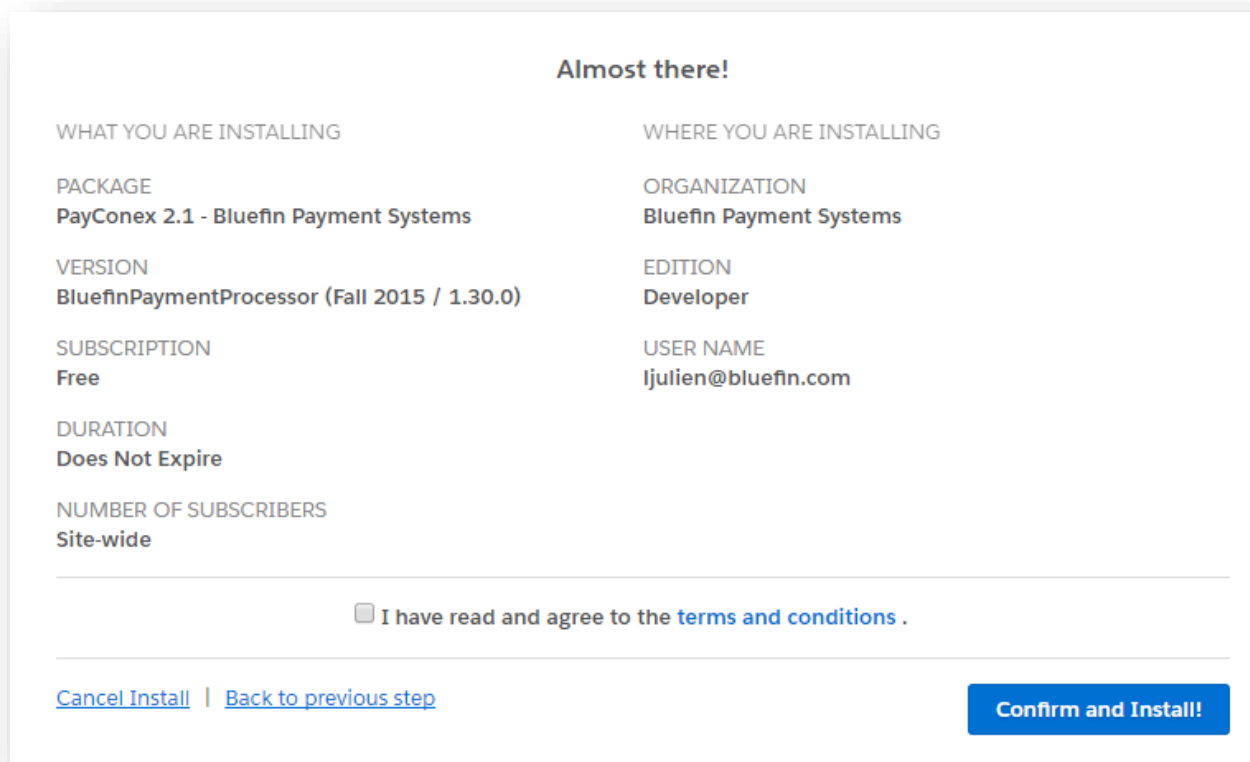 Almost there!
WHAT YOU ARE INSTALLING
WHERE YOU ARE INSTALLING
PACKAGE
PayConex 2.1 - Bluefin Payment Systems
ORGANIZATION
Bluefin Payment Systems
VERSION
BluefinPaymentProcessor (Fall 2015 / 1.30.0)
EDITION
Developer
SUBSCRIPTION
Free
USER NAME
ljulien@bluefin.com
DURATION
Does Not Expire
NUMBER OF SUBSCRIBERS
Site-wide
I have read and agree to the terms and conditions .
Cancel Install | Back to previous step
Confirm and Install!